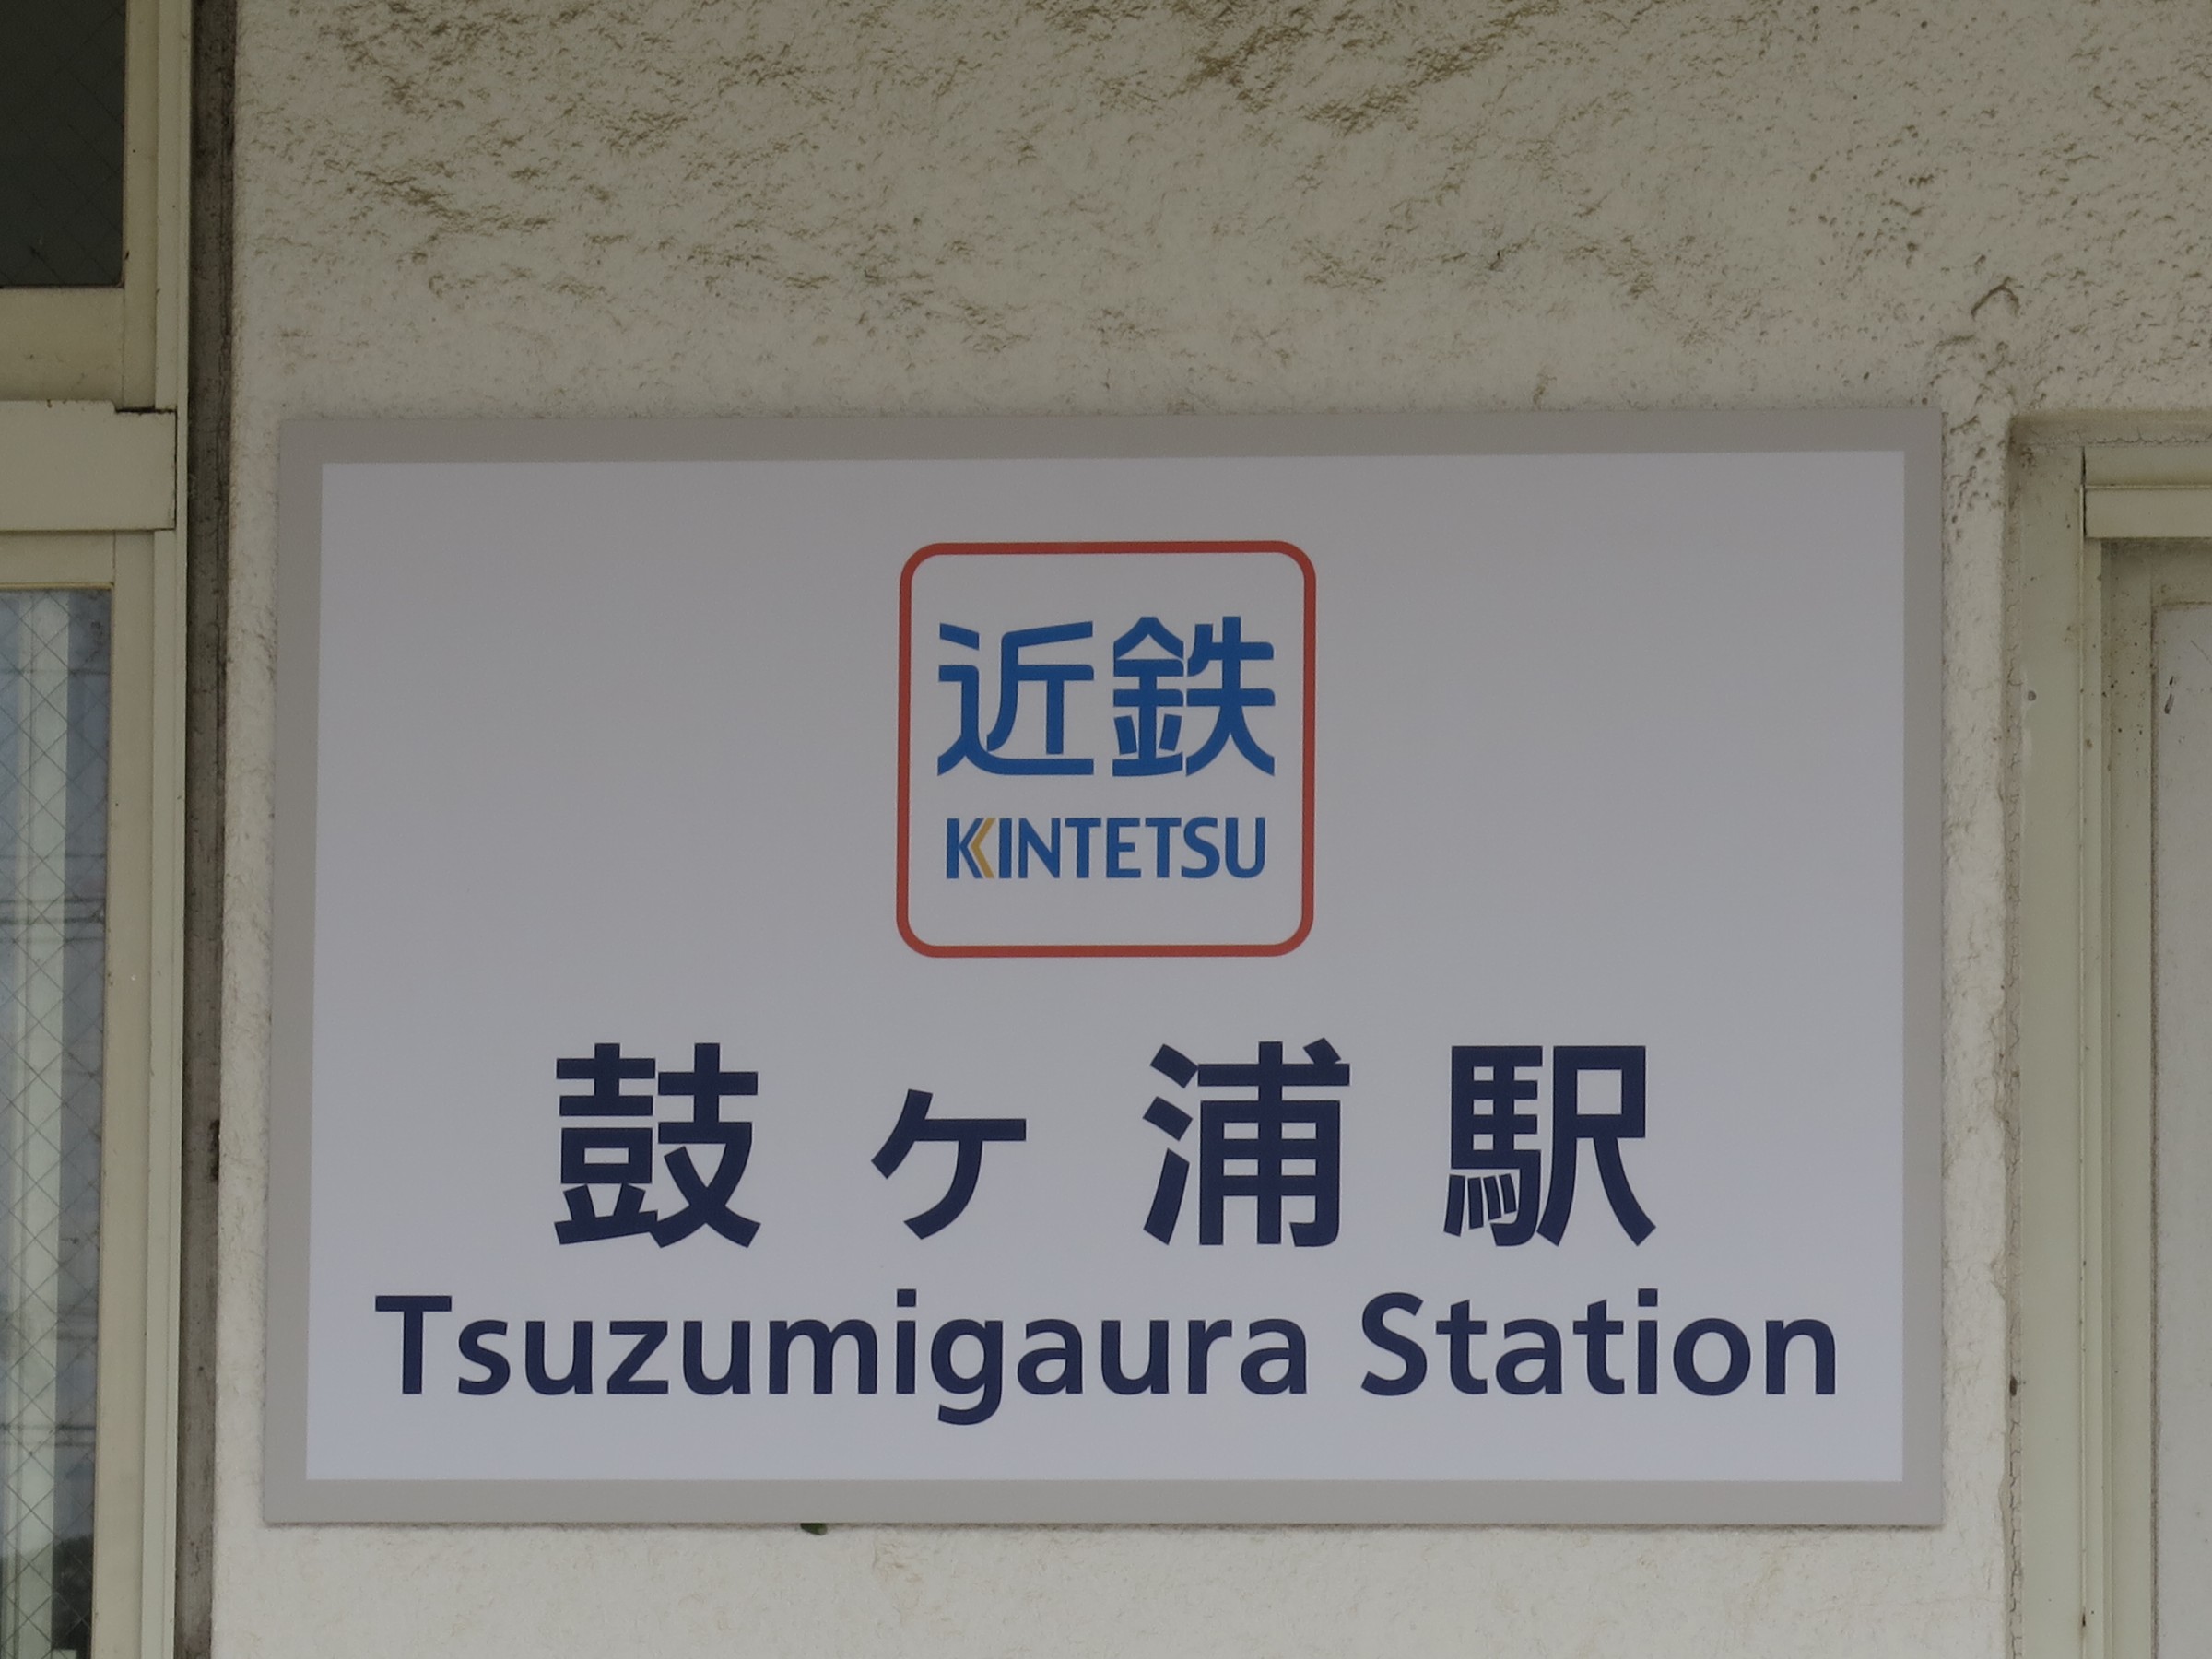 近鉄
KINTETSU
鼓ヶ浦駅
Tsuzumigaura Station